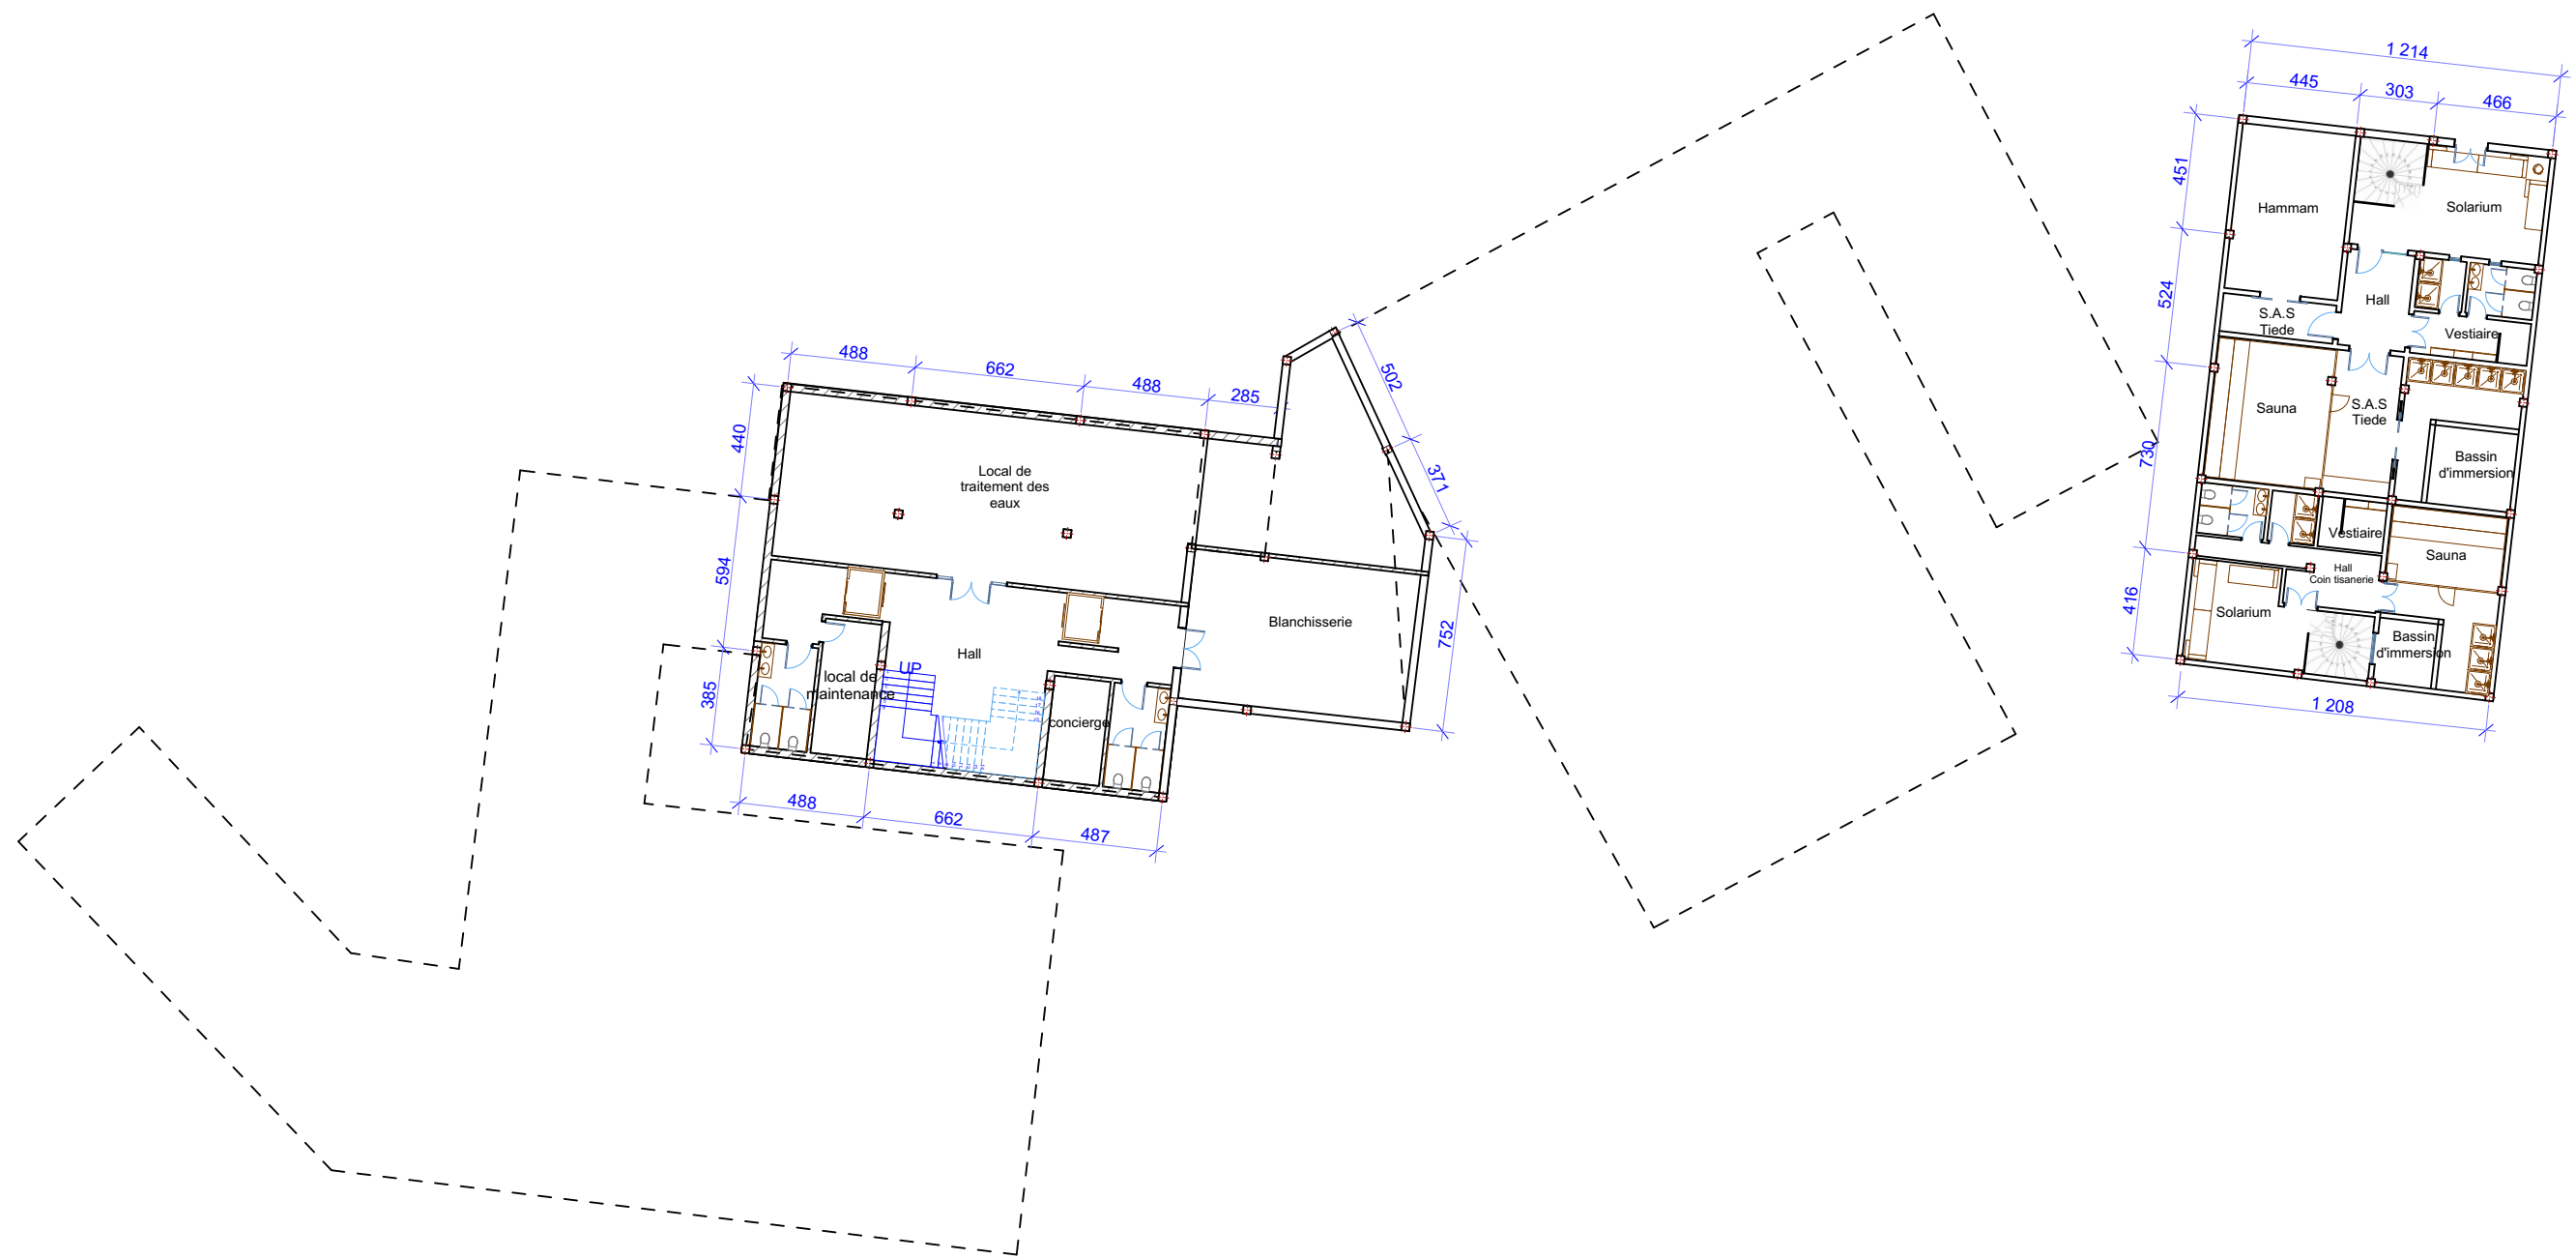 1 214
445
303
466
451
524
730
416
1 208
Hammam
Solarium
Hall
S.A.S
Tiede
Vestiaire
Sauna
S.A.S
Tiede
Bassin
d'immersion
Vestiaire
Sauna
Hall
Coin tisanerie
Solarium
Bassin
d'immersion
488
662
488
285
502
371
752
440
594
385
488
662
487
Local de
traitement des
eaux
Blanchisserie
Hall
UP
local de
maintenance
concierge